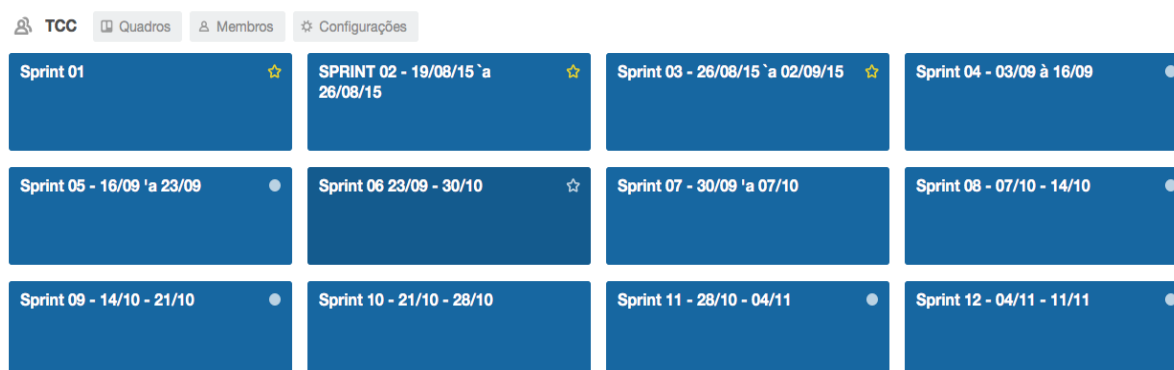 TCC Quadros Membros Configurações
Sprint 01
SPRINT 02 - 19/08/15 `a
26/08/15
Sprint 03 - 26/08/15 `a 02/09/15
Sprint 04 - 03/09 à 16/09
Sprint 05 - 16/09 'a 23/09
Sprint 06 23/09 - 30/10
Sprint 07 - 30/09 'a 07/10
Sprint 08 - 07/10 - 14/10
Sprint 09 - 14/10 - 21/10
Sprint 10 - 21/10 - 28/10
Sprint 11 - 28/10 - 04/11
Sprint 12 - 04/11 - 11/11